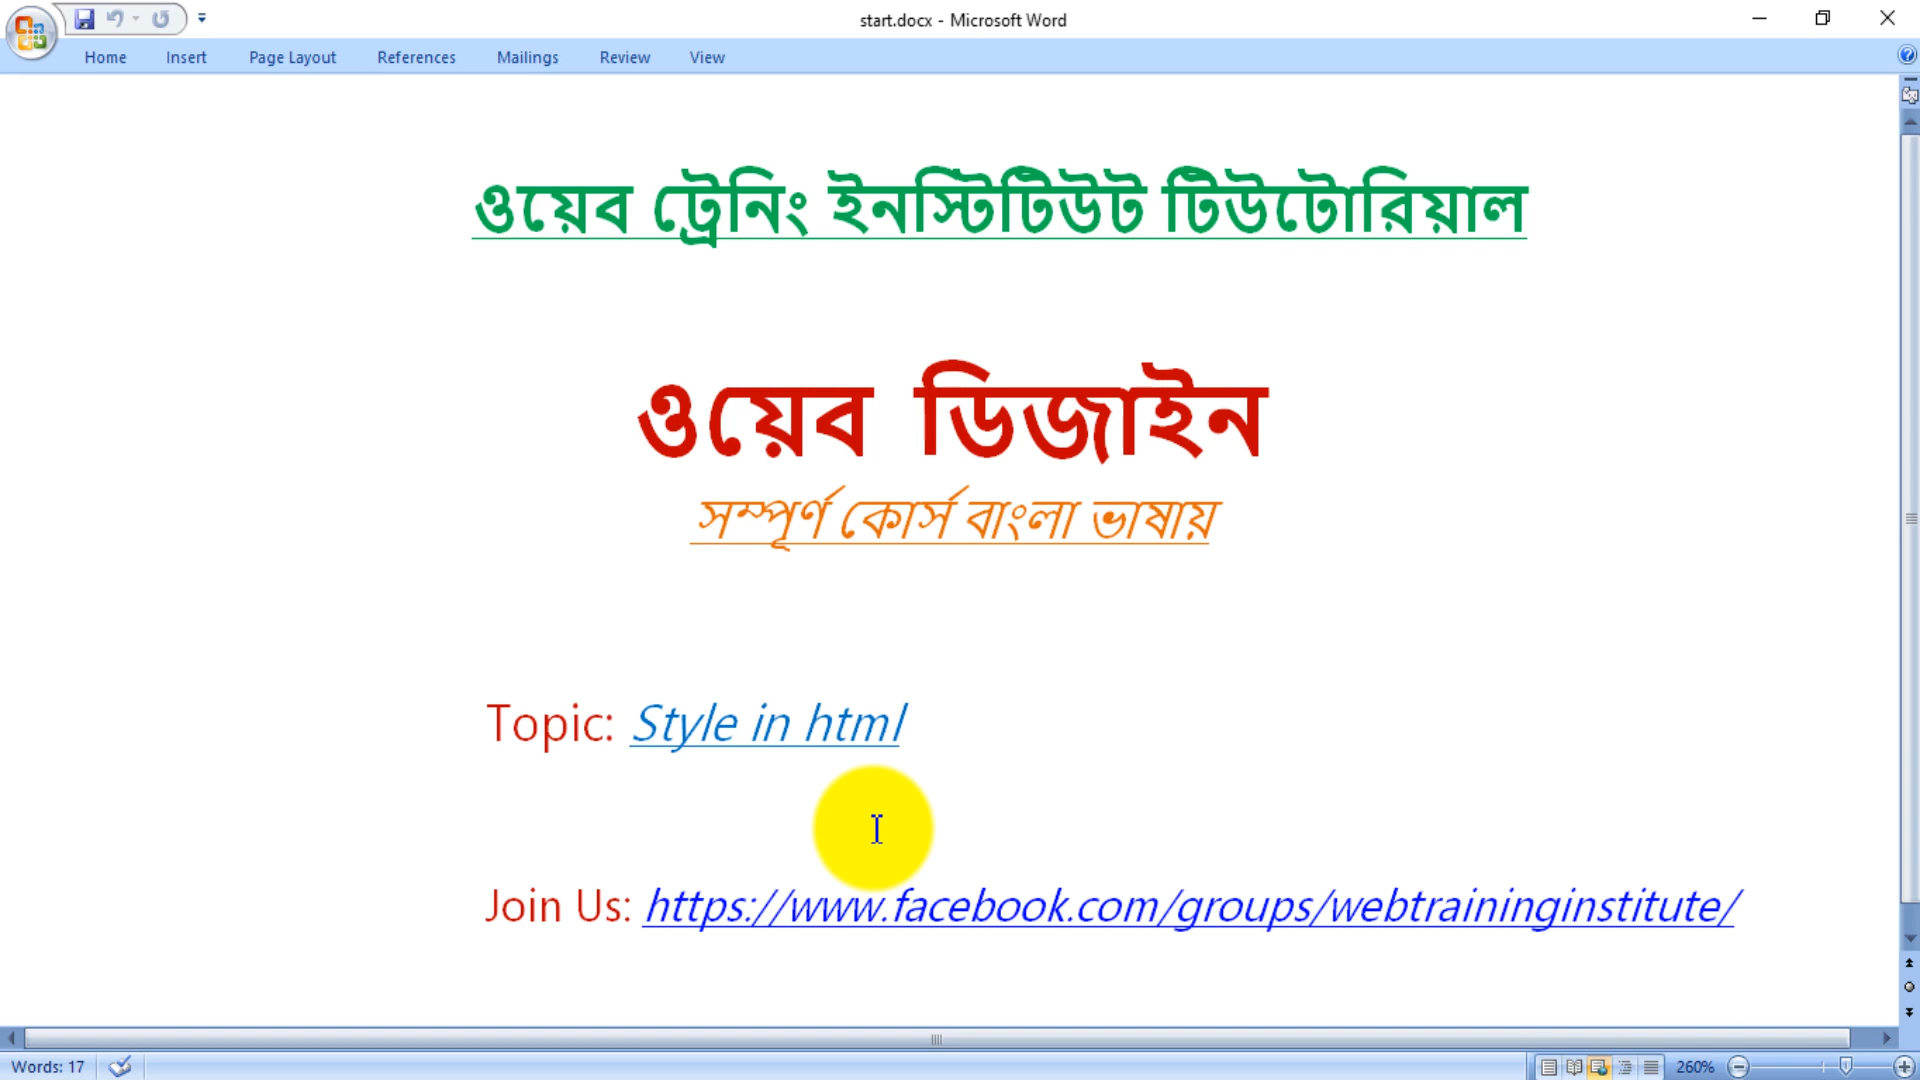 start.docx - Microsoft Word
Home Insert Page Layout References Mailings Review View
ওয়েব ট্রেনিং ইনস্টিটিউট টিউটোরিয়াল
ওয়েব ডিজাইন
সম্পূর্ণ কোর্স বাংলা ভাষায়
Topic: Style in html
Join Us: https://www.facebook.com/groups/webtraininginstitute/
Words: 17 260%